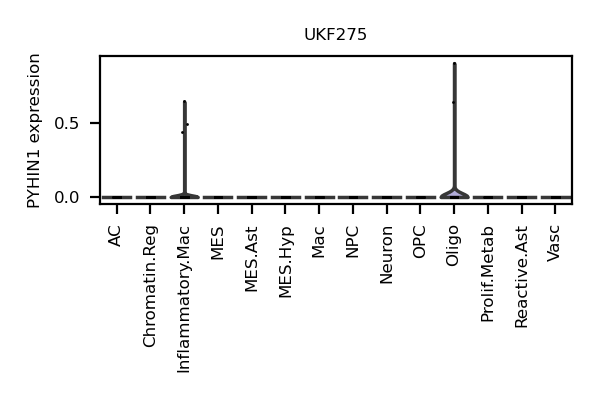 UKF275
PYHIN1 expression
0.5
0.0
AC
Chromatin.Reg
Inflammatory.Mac
MES
MES.Ast
MES.Hyp
Mac
NPC
Neuron
OPC
Oligo
Prolif.Metab
Reactive.Ast
Vasc